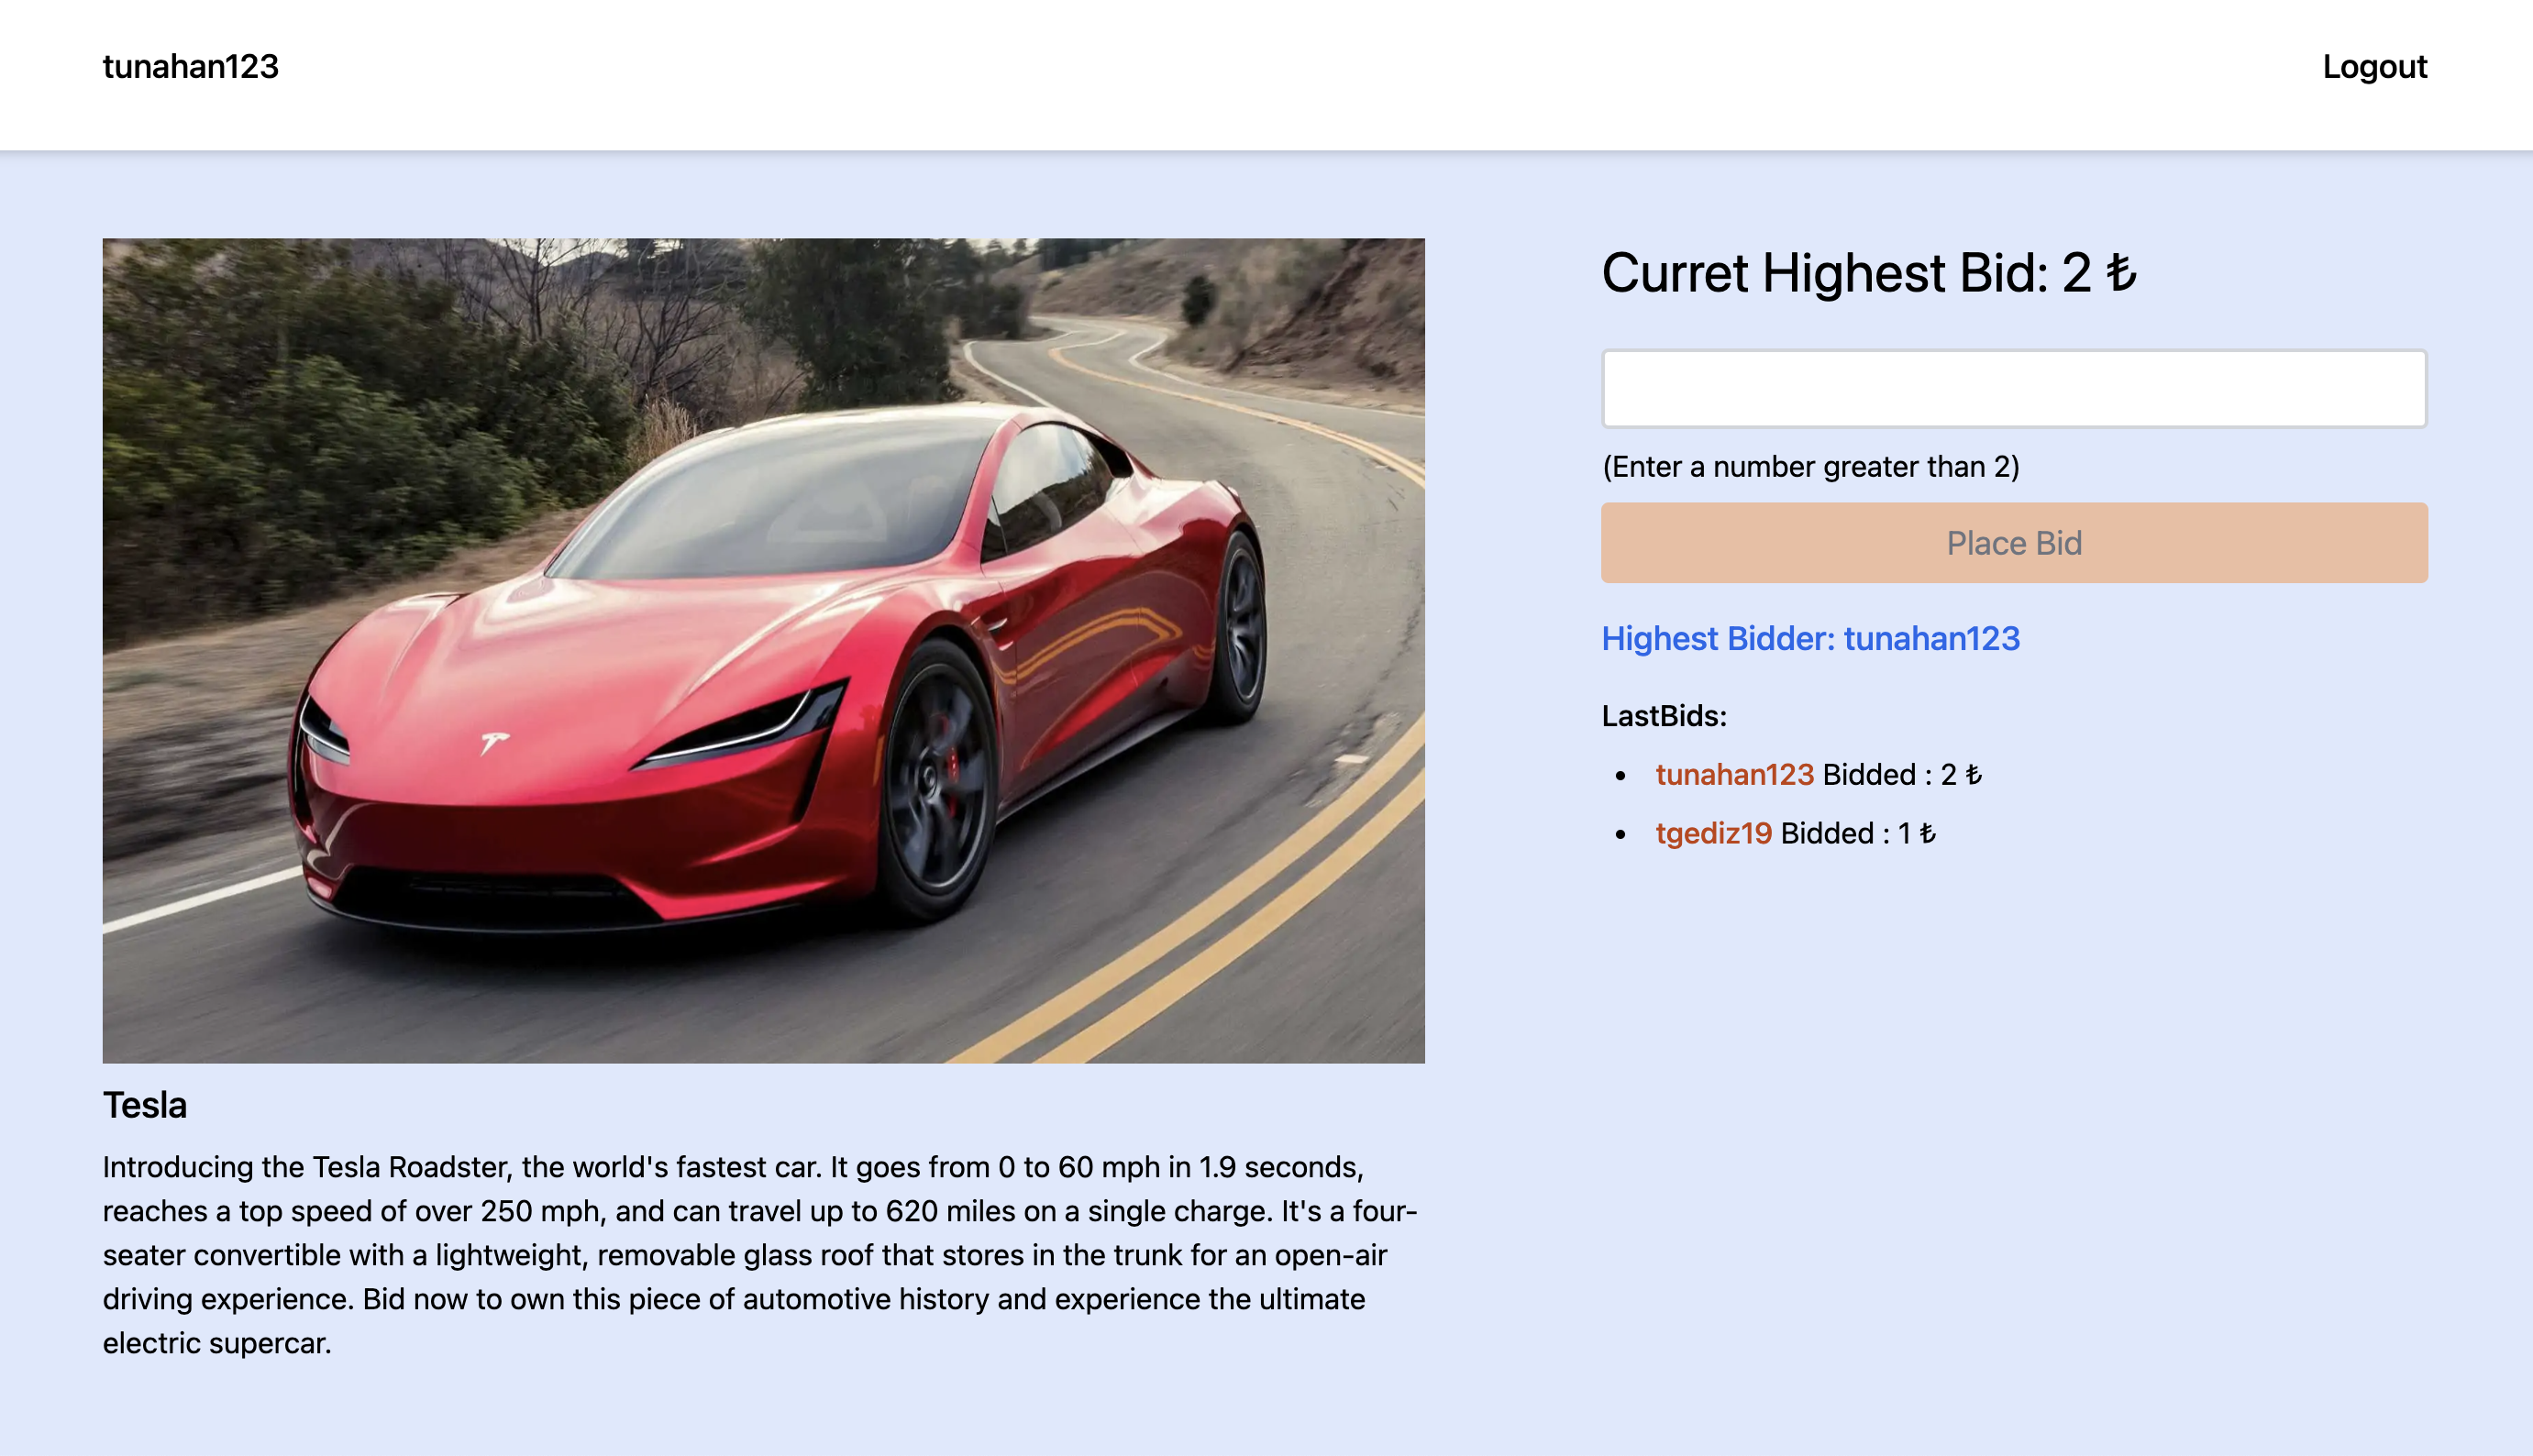 tunahan123
Logout
Curret Highest Bid: 2 ₺
(Enter a number greater than 2)
Place Bid
Highest Bidder: tunahan123
LastBids:
• tunahan123 Bidded : 2 ₺
• tgediz19 Bidded : 1 ₺
Tesla
Introducing the Tesla Roadster, the world's fastest car. It goes from 0 to 60 mph in 1.9 seconds,
reaches a top speed of over 250 mph, and can travel up to 620 miles on a single charge. It's a four-
seater convertible with a lightweight, removable glass roof that stores in the trunk for an open-air
driving experience. Bid now to own this piece of automotive history and experience the ultimate
electric supercar.